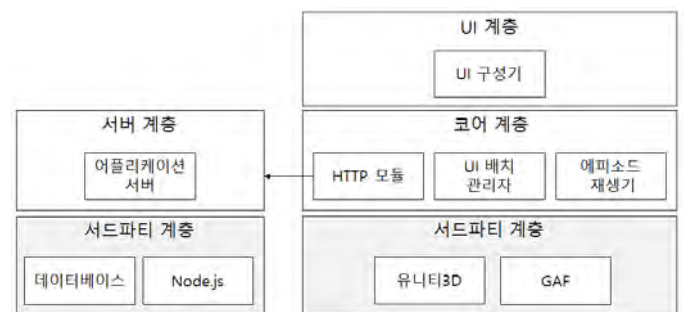 UI 계층
UI 구성기
서버 계층
어플리케이션
서버
코어 계층
HTTP 모듈
UI 배치
관리자
에피소드
재생기
서드파티 계층
데이터베이스
Node.js
서드파티 계층
유니티3D
GAF